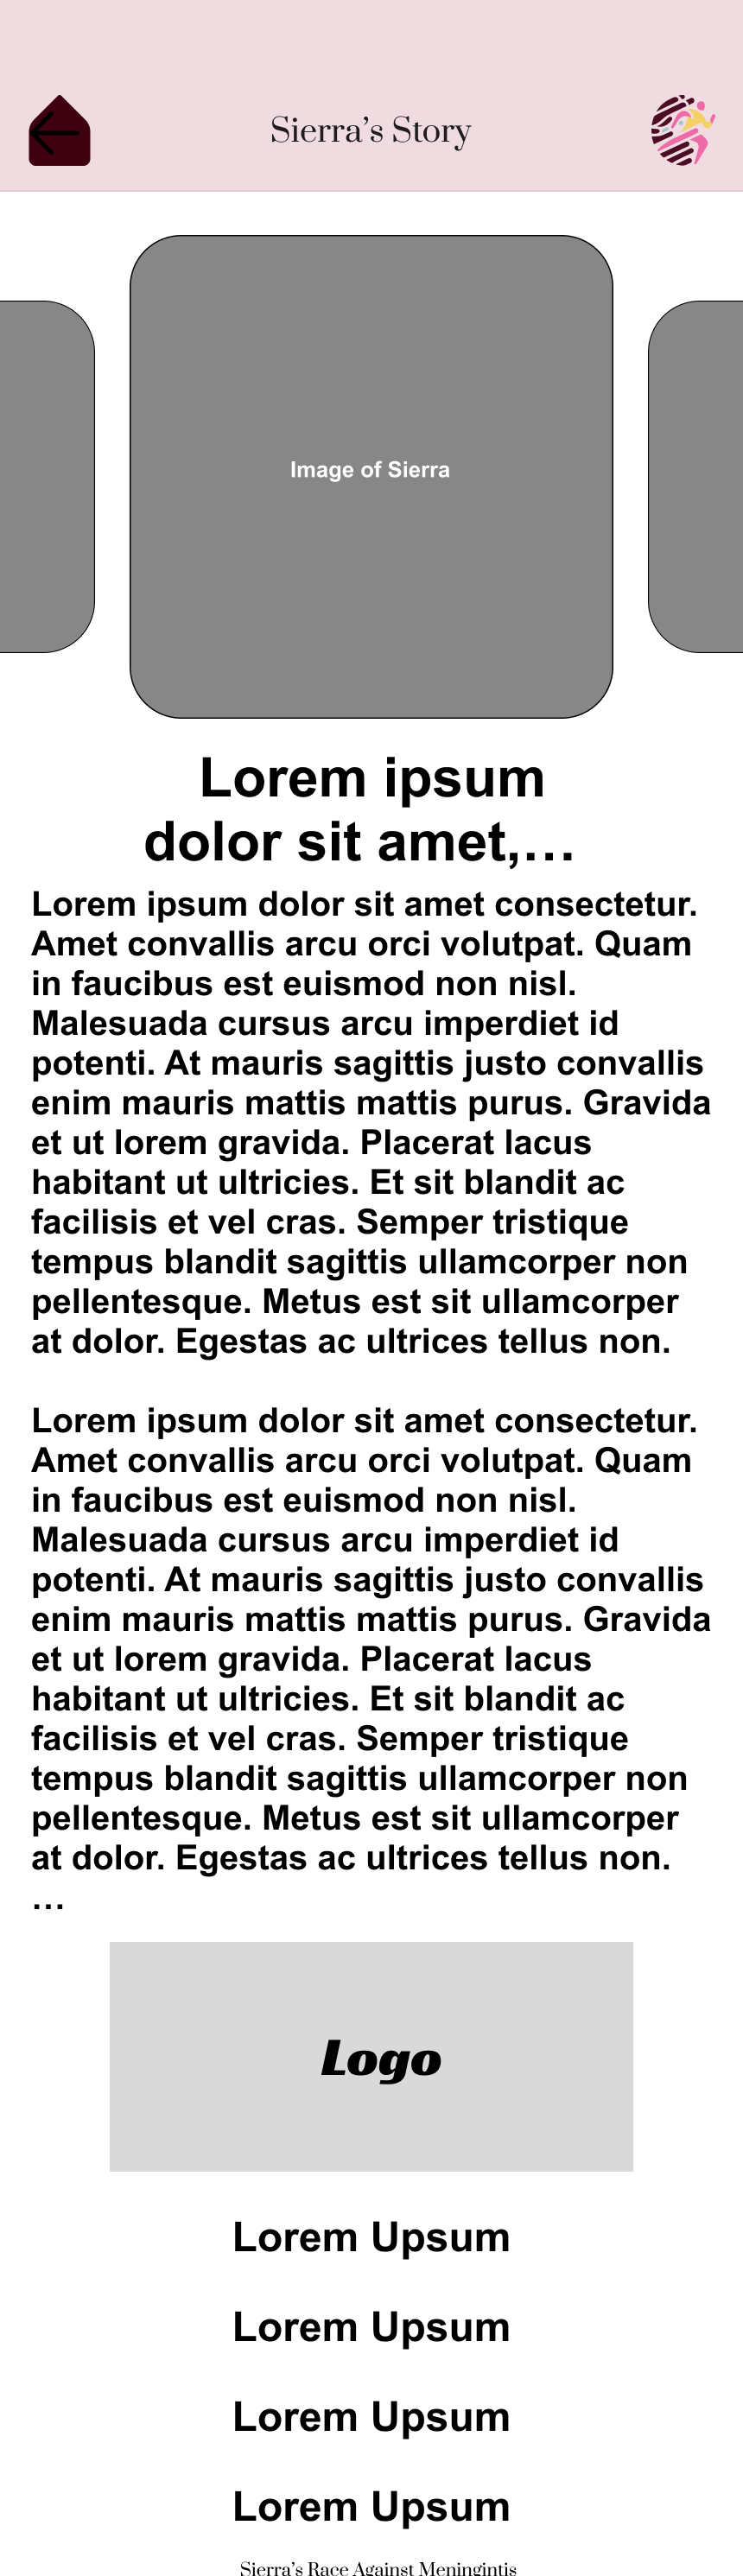 Sierra’s Story
Image of Sierra
Lorem ipsum
dolor sit amet,...
Lorem ipsum dolor sit amet consectetur.
Amet convallis arcu orci volutpat. Quam
in faucibus est euismod non nisl.
Malesuada cursus arcu imperdiet id
potenti. At mauris sagittis justo convallis
enim mauris mattis mattis purus. Gravida
et ut lorem gravida. Placerat lacus
habitant ut ultricies. Et sit blandit ac
facilisis et vel cras. Semper tristique
tempus blandit sagittis ullamcorper non
pellentesque. Metus est sit ullamcorper
at dolor. Egestas ac ultrices tellus non.
Lorem ipsum dolor sit amet consectetur.
Amet convallis arcu orci volutpat. Quam
in faucibus est euismod non nisl.
Malesuada cursus arcu imperdiet id
potenti. At mauris sagittis justo convallis
enim mauris mattis mattis purus. Gravida
et ut lorem gravida. Placerat lacus
habitant ut ultricies. Et sit blandit ac
facilisis et vel cras. Semper tristique
tempus blandit sagittis ullamcorper non
pellentesque. Metus est sit ullamcorper
at dolor. Egestas ac ultrices tellus non.
...
Logo
Lorem Upsum
Lorem Upsum
Lorem Upsum
Lorem Upsum
Sierra’s Race Against Meningintis